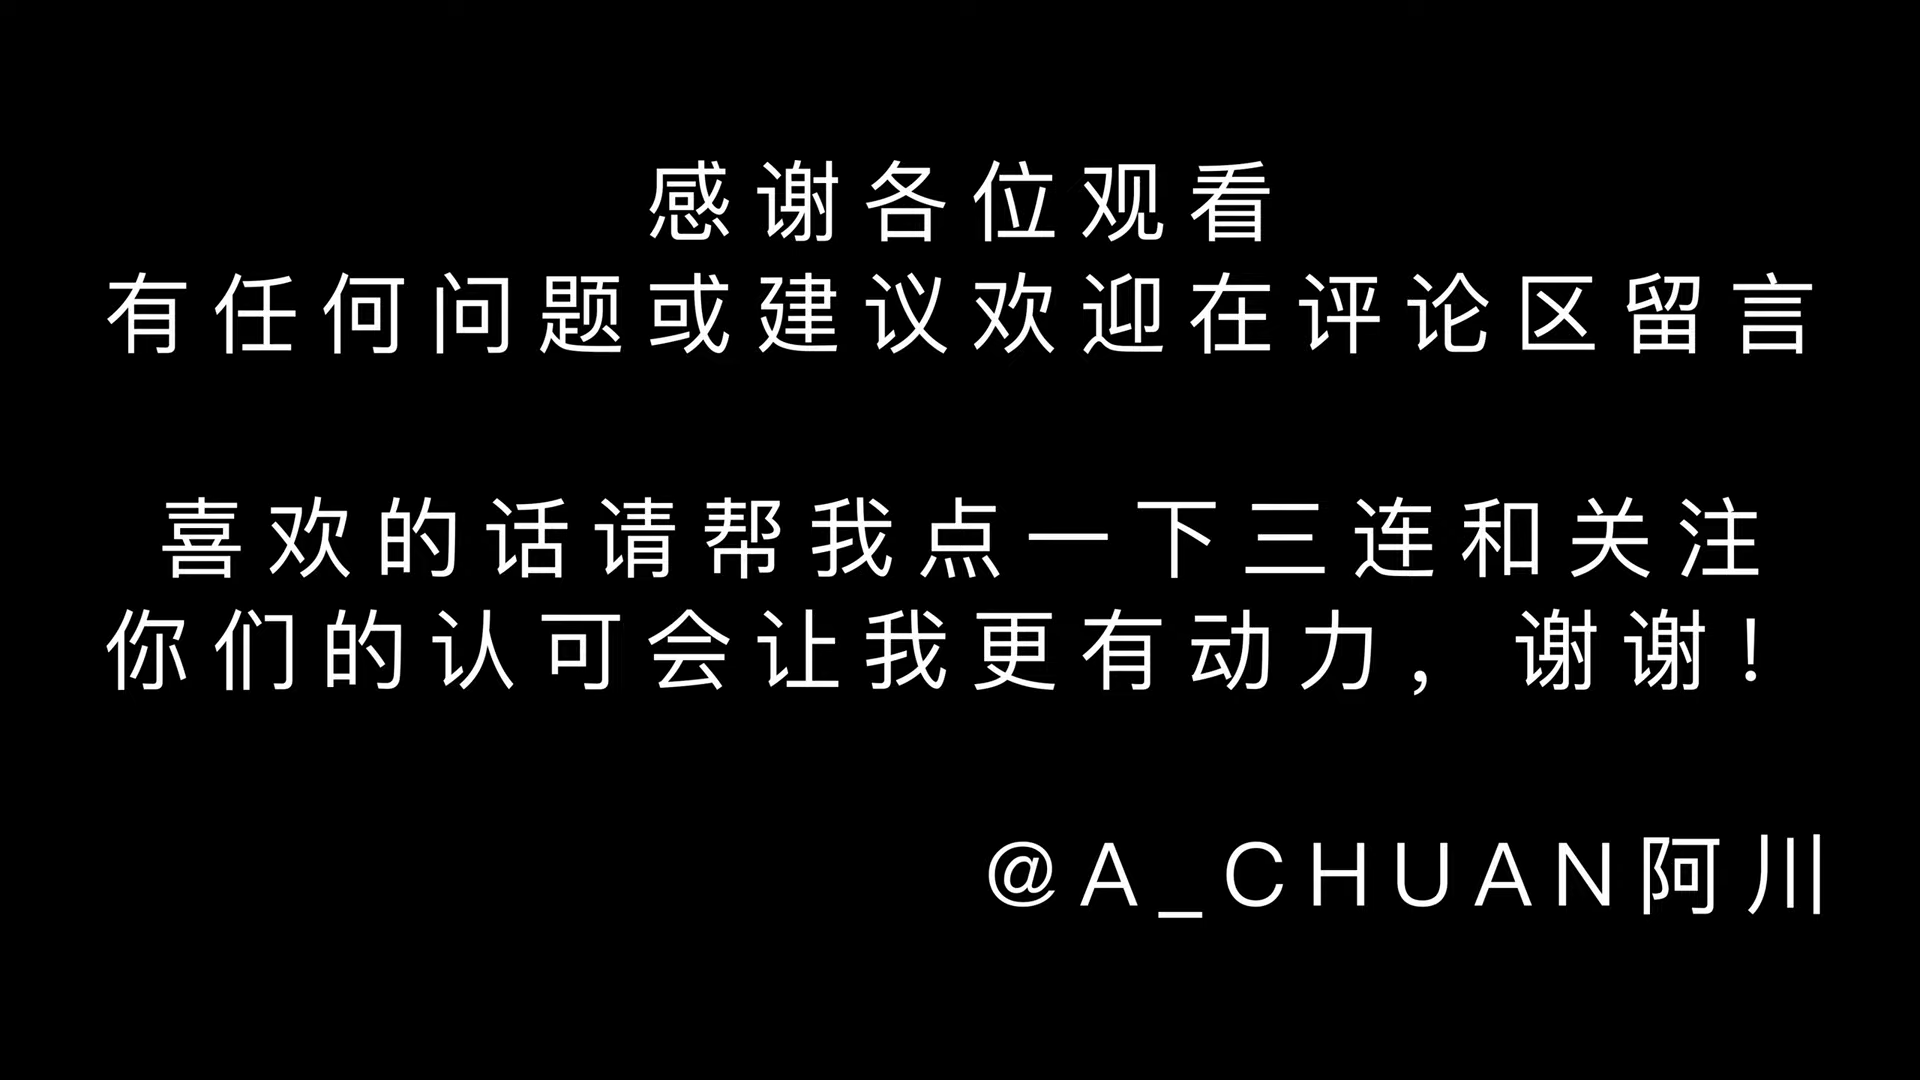 感谢各位观看
有任何问题或建议欢迎在评论区留言
喜欢的话请帮我点一下三连和关注
你们的认可会让我更有动力，谢谢！
@A_CHUAN阿川